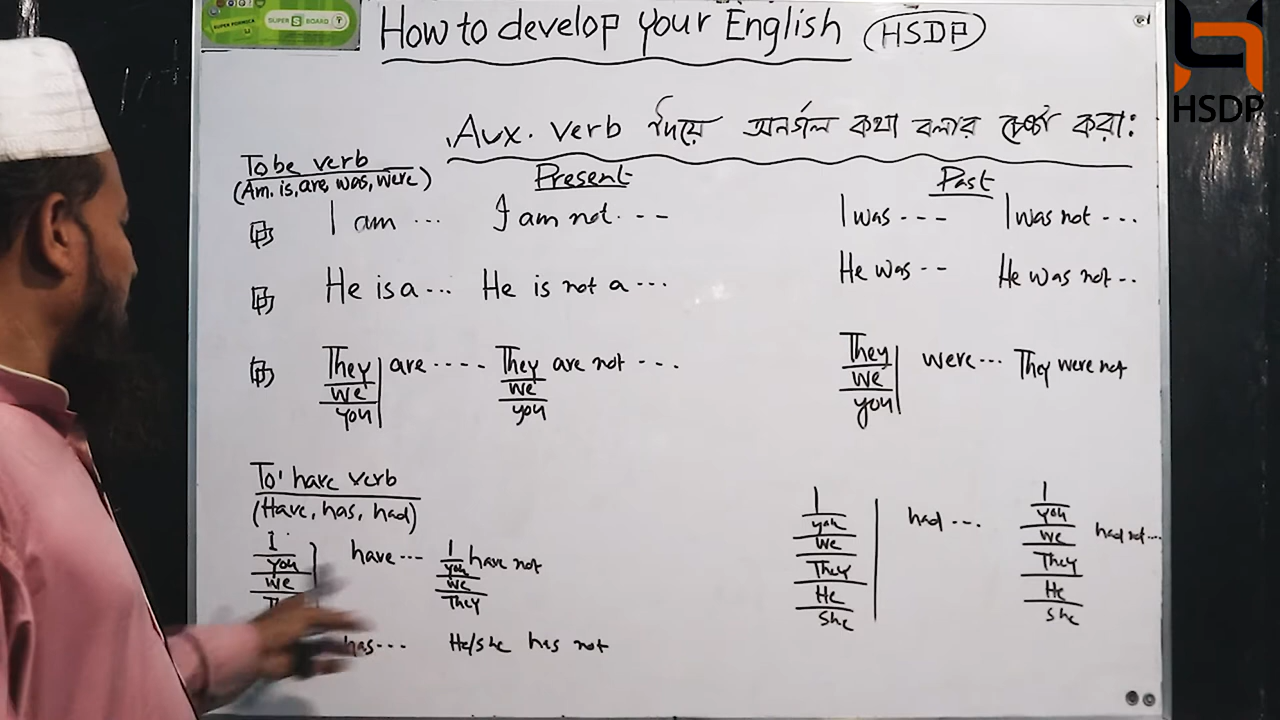 SUPER FORMICA
SUPER S BOARD T
How to develop your English (HSDP)
HSDP
Aux. verb দিয়ে অনর্গল কথা বলার চেষ্টা করা:
To be verb
(Am. is, are, was, were)
Present
Past
I am ... I am not. ---
I was --- I was not ---
He is a ... He is not a ...
He was -- He was not ..
They
we
you
are ----
They are not ---
we
you
They
we
you
were ... They were not
To have verb
(Have, has, had)
I
you
we
have ...
I have not
you
we
They
has ... He/she has not
I
you
we
They
He
she
had ...
I
you
we
They
He
she
had not ...